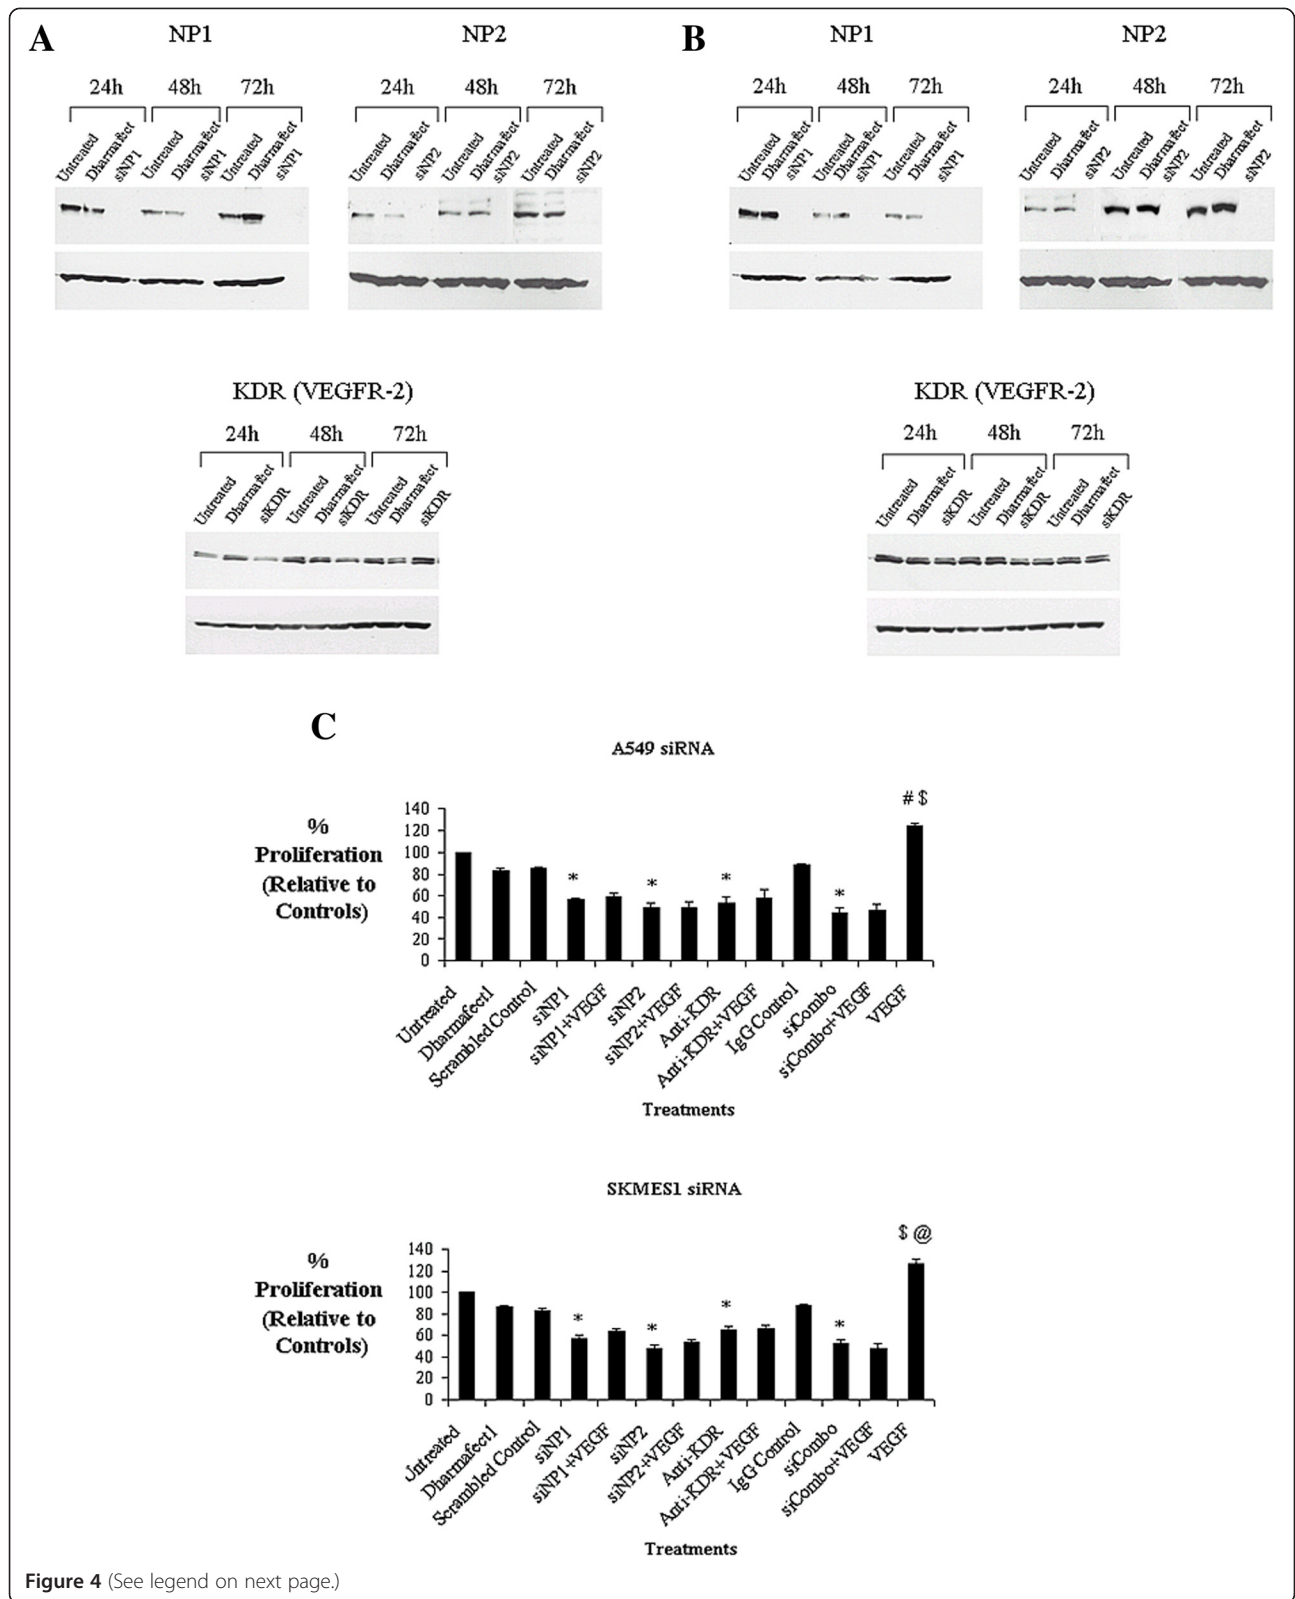 A
NP1
NP2
24h 48h 72h
24h 48h 72h
Untreated Dharmafect siNP1 Untreated Dharmafect siNP1 Untreated Dharmafect siNP1
Untreated Dharmafect siNP2 Untreated Dharmafect siNP2 Untreated Dharmafect siNP2
KDR (VEGFR-2)
24h 48h 72h
Untreated Dharmafect siKDR Untreated Dharmafect siKDR Untreated Dharmafect siKDR
B
NP1
NP2
24h 48h 72h
24h 48h 72h
Untreated Dharmafect siNP1 Untreated Dharmafect siNP1 Untreated Dharmafect siNP1
Untreated Dharmafect siNP2 Untreated Dharmafect siNP2 Untreated Dharmafect siNP2
KDR (VEGFR-2)
24h 48h 72h
Untreated Dharmafect siKDR Untreated Dharmafect siKDR Untreated Dharmafect siKDR
C
A549 siRNA
%
Proliferation
(Relative to
Controls)
140
120
100
80
60
40
20
0
*
*
*
*
# $
Untreated
Dharmafect1
Scrambled Control
siNP1
siNP1+VEGF
siNP2
siNP2+VEGF
Anti-KDR
Anti-KDR+VEGF
IgG Control
siCombo
siCombo+VEGF
VEGF
Treatments
SKMES1 siRNA
%
Proliferation
(Relative to
Controls)
140
120
100
80
60
40
20
0
*
*
*
*
$ @
Untreated
Dharmafect1
Scrambled Control
siNP1
siNP1+VEGF
siNP2
siNP2+VEGF
Anti-KDR
Anti-KDR+VEGF
IgG Control
siCombo
siCombo+VEGF
VEGF
Treatments
Figure 4 (See legend on next page.)